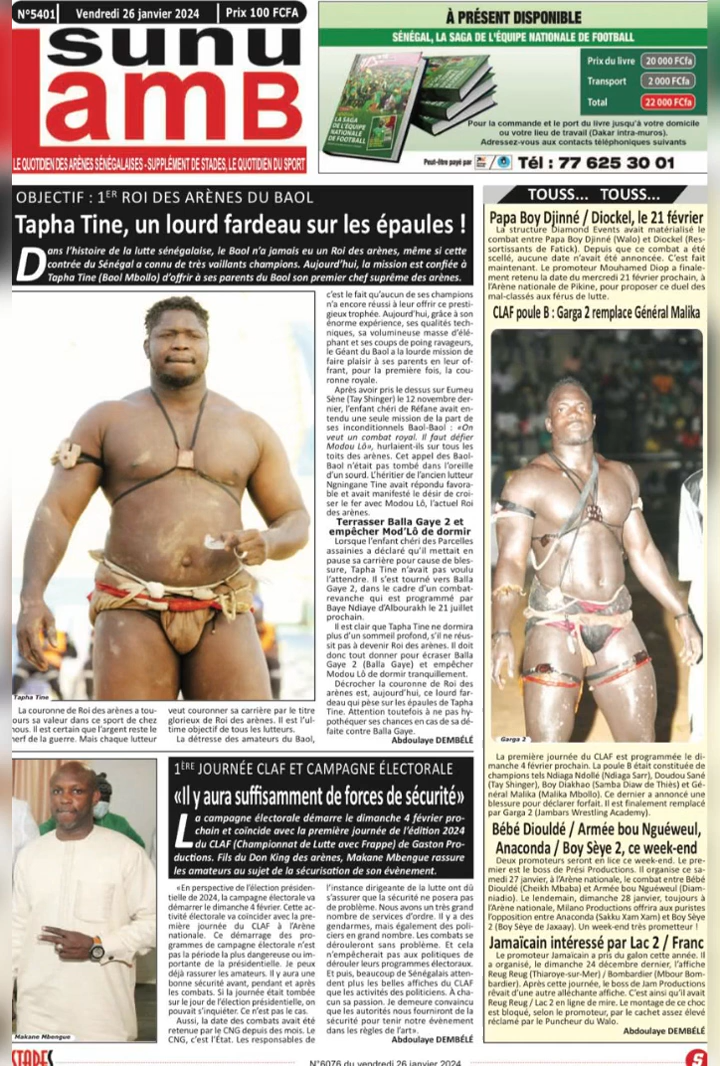 N°5401
Vendredi 26 janvier 2024
Prix 100 FCFA
sunu
LAMB
LE QUOTIDIEN DES ARÈNES SÉNÉGALAISES - SUPPLÉMENT DE STADES, LE QUOTIDIEN DU SPORT
À PRÉSENT DISPONIBLE
SÉNÉGAL, LA SAGA DE L'ÉQUIPE NATIONALE DE FOOTBALL
LA SAGA
DE L'ÉQUIPE
NATIONALE
DE FOOTBALL
Prix du livre 20 000 FCfa
Transport 2 000 FCfa
Total 22 000 FCfa
Pour la commande et le port du livre jusqu'à votre domicile
ou votre lieu de travail (Dakar intra-muros).
Adressez-vous aux contacts téléphoniques suivants
Peut-être payé par
Tél : 77 625 30 01
OBJECTIF : 1ER ROI DES ARÈNES DU BAOL
Tapha Tine, un lourd fardeau sur les épaules !
Dans l'histoire de la lutte sénégalaise, le Baol n'a jamais eu un Roi des arènes, même si cette
contrée du Sénégal a connu de très vaillants champions. Aujourd'hui, la mission est confiée à
Tapha Tine (Baol Mbollo) d'offrir à ses parents du Baol son premier chef suprême des arènes.
Tapha Tine
La couronne de Roi des arènes a tou-
ours sa valeur dans ce sport de chez
nous. Il est certain que l'argent reste le
nerf de la guerre. Mais chaque lutteur
veut couronner sa carrière par le titre
glorieux de Roi des arènes. Il est l'ul-
time objectif de tous les lutteurs.
La détresse des amateurs du Baol,
c'est le fait qu'aucun de ses champions
n'a encore réussi à leur offrir ce presti-
gieux trophée. Aujourd'hui, grâce à son
énorme expérience, ses qualités tech-
niques, sa volumineuse masse d'élé-
phant et ses coups de poing ravageurs,
le Géant du Baol a la lourde mission de
faire plaisir à ses parents en leur of-
frant, pour la première fois, la cou-
ronne royale.
Après avoir pris le dessus sur Eumeu
Sène (Tay Shinger) le 12 novembre der-
nier, l'enfant chéri de Réfane avait en-
tendu une seule mission de la part de
ses inconditionnels Baol-Baol : «On
veut un combat royal. Il faut défier
Modou Lô», hurlaient-ils sur tous les
toits des arènes. Cet appel des Baol-
Baol n'était pas tombé dans l'oreille
d'un sourd. L'héritier de l'ancien lutteur
Ngningane Tine avait répondu favora-
ble et avait manifesté le désir de croi-
ser le fer avec Modou Lô, l'actuel Roi
des arènes.
Terrasser Balla Gaye 2 et
empêcher Mod'Lô de dormir
Lorsque l'enfant chéri des Parcelles
assainies a déclaré qu'il mettait en
pause sa carrière pour cause de bles-
sure, Tapha Tine n'avait pas voulu
l'attendre. Il s'est tourné vers Balla
Gaye 2, dans le cadre d'un combat-
revanche qui est programmé par
Baye Ndiaye d'Albourakh le 21 juillet
prochain.
Il est clair que Tapha Tine ne dormira
plus d'un sommeil profond, s'il ne réus-
sit pas à devenir Roi des arènes. Il doit
donc tout donner pour écraser Balla
Gaye 2 (Balla Gaye) et empêcher
Modou Lô de dormir tranquillement.
Décrocher la couronne de Roi des
arènes est, aujourd'hui, ce lourd far-
deau qui pèse sur les épaules de Tapha
Tine. Attention toutefois à ne pas hy-
pothéquer ses chances en cas de sa dé-
faite contre Balla Gaye.
Abdoulaye DEMBÉLÉ
TOUSS... TOUSS...
Papa Boy Djinné / Diockel, le 21 février
La structure Diamond Events avait matérialisé le
combat entre Papa Boy Djinné (Walo) et Diockel (Res-
sortissants de Fatick). Depuis que ce combat a été
scellé, aucune date n'avait été annoncée. C'est fait
maintenant. Le promoteur Mouhamed Diop a finale-
ment retenu la date du mercredi 21 février prochain, à
l'Arène nationale de Pikine, pour proposer ce duel des
mal-classés aux férus de lutte.
CLAF poule B : Garga 2 remplace Général Malika
Garga 2
La première journée du CLAF est programmée le di-
manche 4 février prochain. La poule B était constituée de
champions tels Ndiaga Ndollé (Ndiaga Sarr), Doudou Sané
(Tay Shinger), Boy Diakhao (Samba Diaw de Thiès) et Gé-
néral Malika (Malika Mbollo). Ce dernier a annoncé une
blessure pour déclarer forfait. Il est finalement remplacé
par Garga 2 (Jambars Wrestling Academy).
Bébé Diouldé / Armée bou Nguéweul,
Anaconda / Boy Sèye 2, ce week-end
Deux promoteurs seront en lice ce week-end. Le pre-
mier est le boss de Prési Productions. Il organise ce sa-
medi 27 janvier, à l'Arène nationale, le combat entre Bébé
Diouldé (Cheikh Mbaba) et Armée bou Nguéweul (Diam-
niadio). Le lendemain, dimanche 28 janvier, toujours à
l'Arène nationale, Milano Productions offrira aux puristes
l'opposition entre Anaconda (Sakku Xam Xam) et Boy Sèye
2 (Boy Sèye de Jaxaay). Un week-end très prometteur !
Jamaïcain intéressé par Lac 2 / Franc
Le promoteur Jamaïcain a pris du galon cette année. Il
a organisé, le dimanche 24 décembre dernier, l'affiche
Reug Reug (Thiaroye-sur-Mer) / Bombardier (Mbour Bom-
bardier). Après cette journée, le boss de Jam Productions
rêvait d'une autre alléchante affiche. C'est ainsi qu'il avait
Reug Reug / Lac 2 en ligne de mire. Le montage de ce choc
est bloqué, selon le promoteur, par le cachet assez élevé
réclamé par le Puncheur du Walo.
Abdoulaye DEMBÉLÉ
Makane Mbengue
1ÈRE JOURNÉE CLAF ET CAMPAGNE ÉLECTORALE
«Il y aura suffisamment de forces de sécurité»
La campagne électorale démarre le dimanche 4 février pro-
chain et coïncide avec la première journée de l'édition 2024
du CLAF (Championnat de Lutte avec Frappe) de Gaston Pro-
ductions. Fils du Don King des arènes, Makane Mbengue rassure
les amateurs au sujet de la sécurisation de son évènement.
«En perspective de l'élection présiden-
tielle de 2024, la campagne électorale va
démarrer le dimanche 4 février. Cette ac-
tivité électorale va coïncider avec la pre-
mière journée du CLAF à l'Arène
nationale. Ce démarrage des pro-
grammes de campagne électorale n'est
pas la période la plus dangereuse ou im-
portante de la présidentielle. Je peux
déjà rassurer les amateurs. Il y aura une
bonne sécurité avant, pendant et après
les combats. Si la journée était tombée
sur le jour de l'élection présidentielle, on
pouvait s'inquiéter. Ce n'est pas le cas.
Aussi, la date des combats avait été
retenue par le CNG depuis des mois. Le
CNG, c'est l'État. Les responsables de
l'instance dirigeante de la lutte ont dû
s'assurer que la sécurité ne posera pas
de problème. Nous avons un très grand
nombre de services d'ordre. Il y a des
gendarmes, mais également des poli-
ciers en grand nombre. Les combats se
dérouleront sans problème. Et cela
n'empêcherait pas aux politiques de
dérouler leurs programmes électoraux.
Et puis, beaucoup de Sénégalais atten-
dent plus les belles affiches du CLAF
que les activités des politiciens. À cha-
cun sa passion. Je demeure convaincu
que les autorités nous fourniront de la
sécurité pour tenir notre évènement
dans les règles de l'art».
Abdoulaye DEMBÉLÉ
STADES
N°6076 du vendredi 26 janvier 2024
S